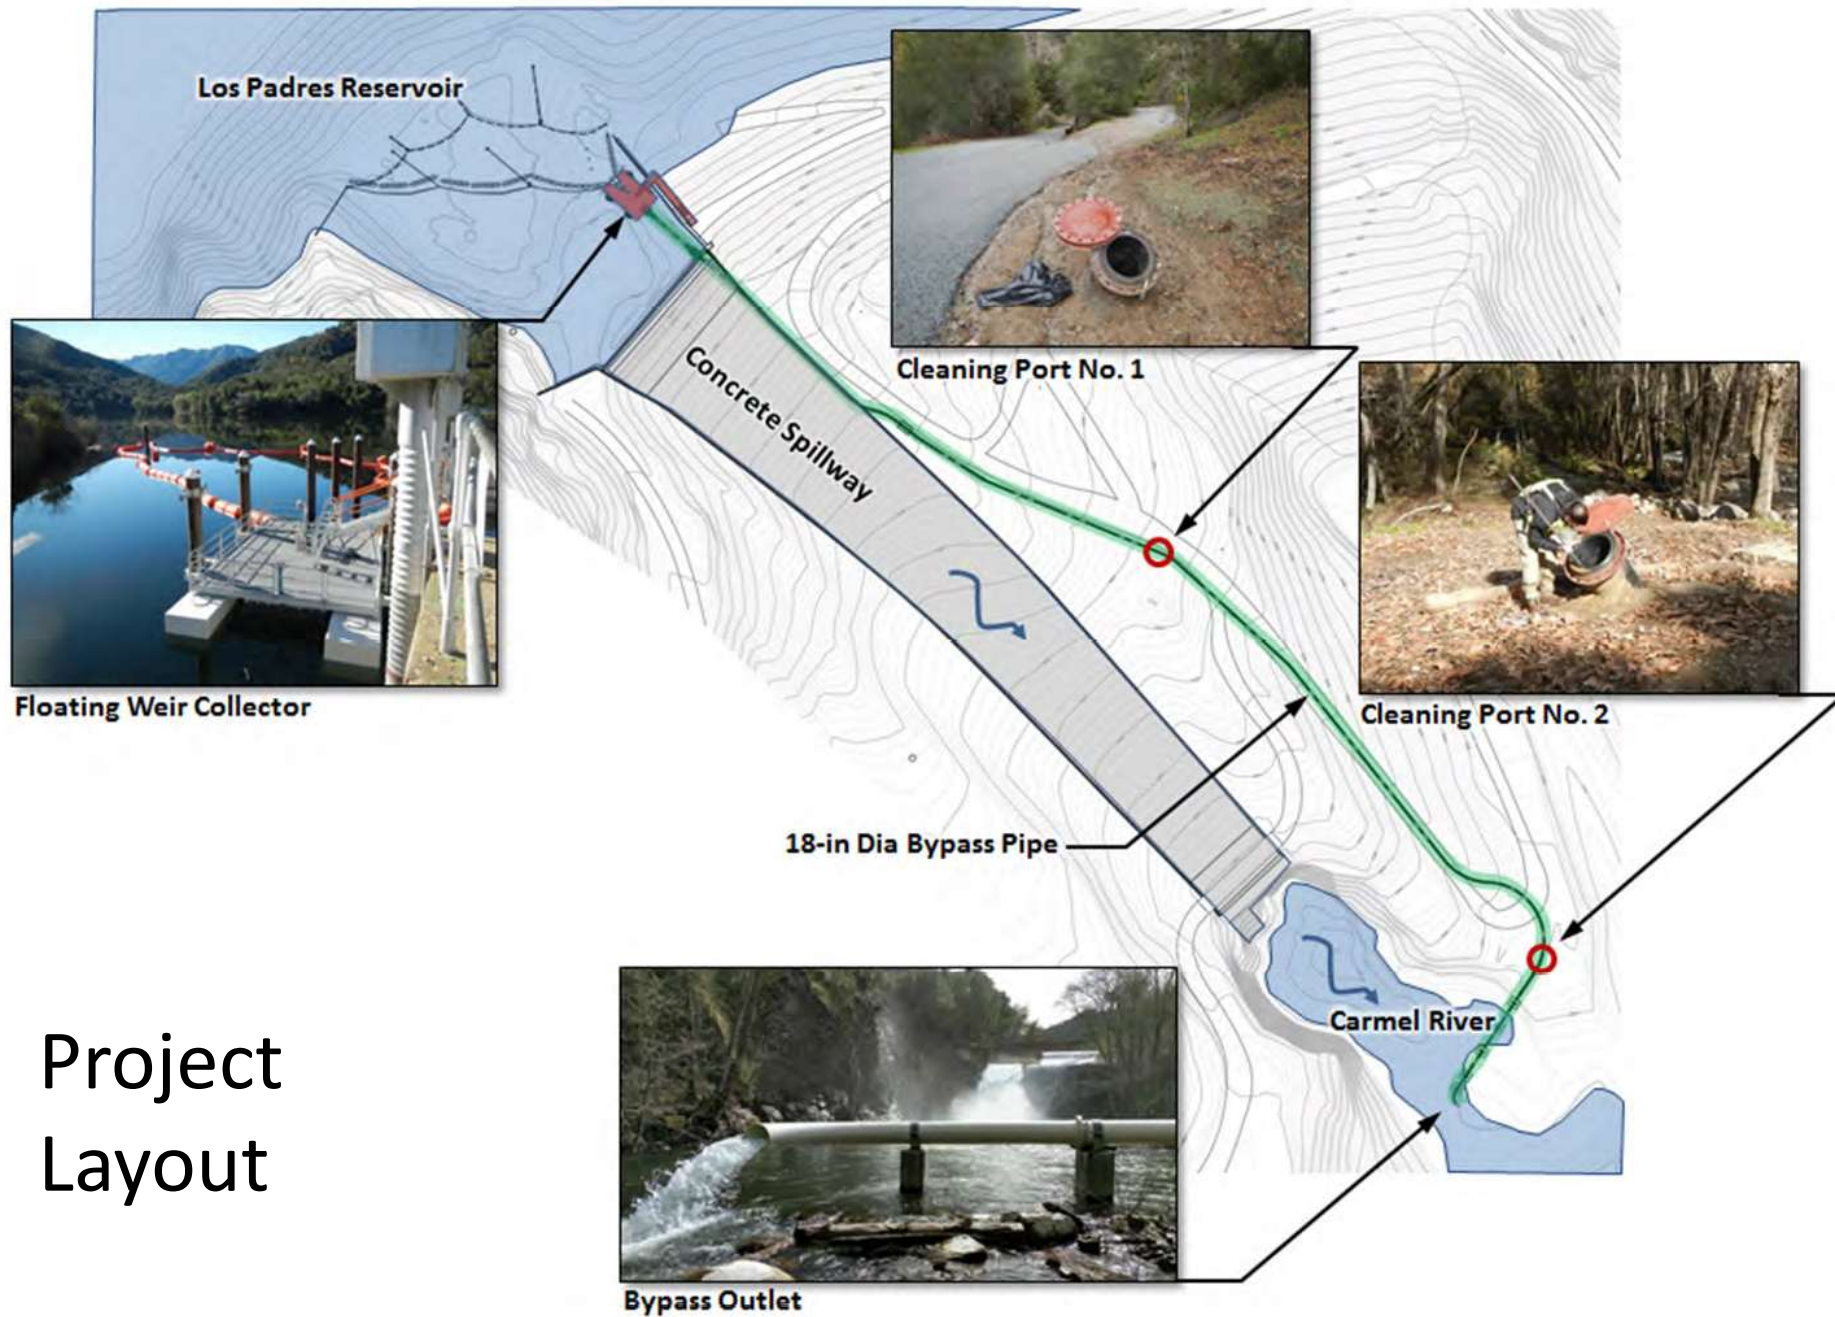 Los Padres Reservoir
Concrete Spillway
Cleaning Port No. 1
Cleaning Port No. 2
Floating Weir Collector
18-in Dia Bypass Pipe
Carmel River
Project
Layout
Bypass Outlet